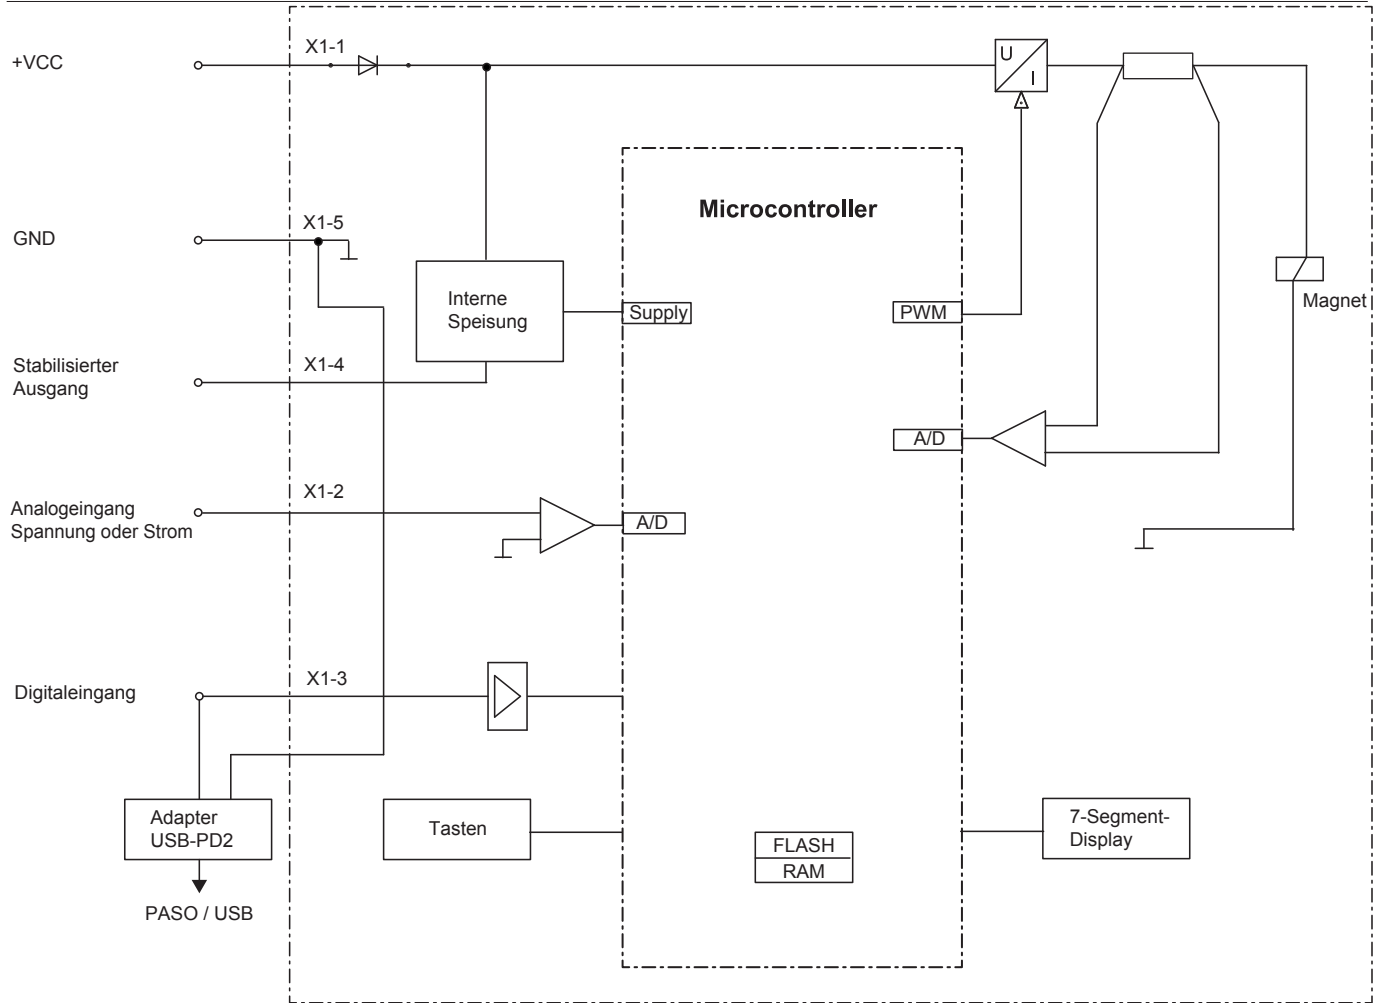 +VCC
X1-1
U
I
Microcontroller
GND
X1-5
Interne
Speisung
Supply
PWM
Magnet
Stabilisierter
Ausgang
X1-4
A/D
Analogeingang
Spannung oder Strom
X1-2
A/D
Digitaleingang
X1-3
Adapter
USB-PD2
Tasten
FLASH
RAM
7-Segment-
Display
PASO / USB